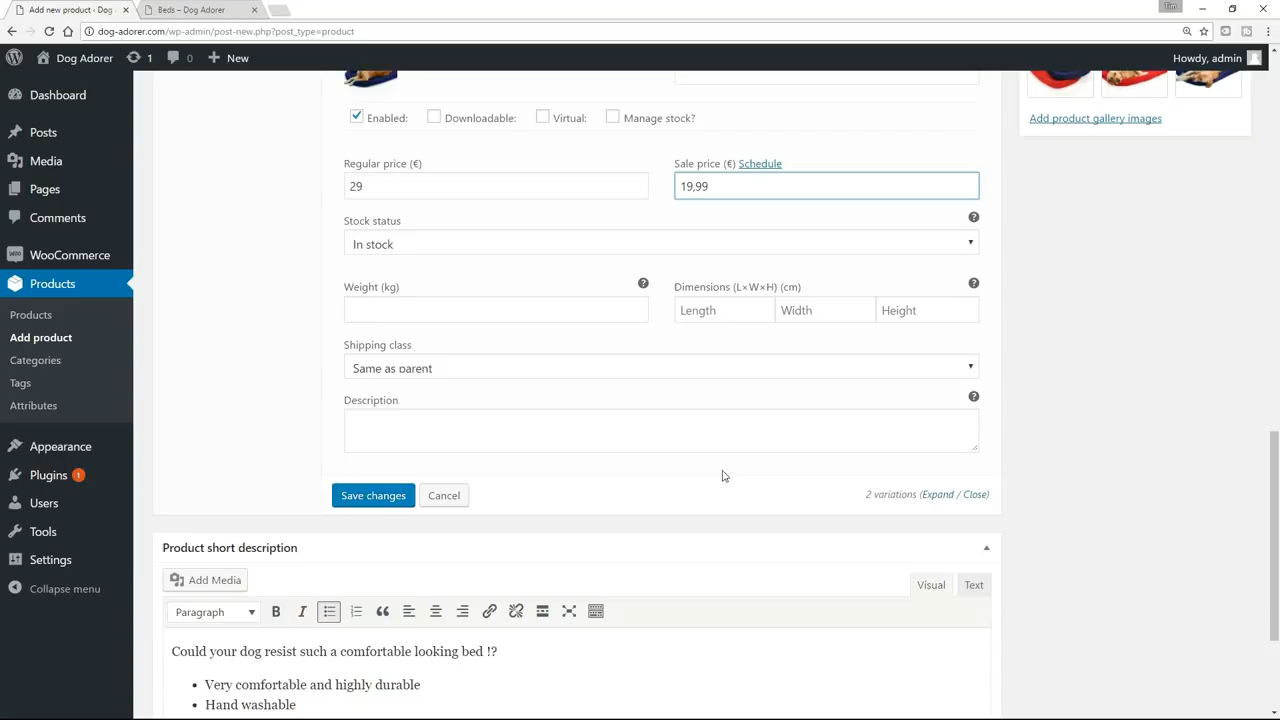 Add new product ‹ Dog
Beds – Dog Adorer
Tim
dog-adorer.com/wp-admin/post-new.php?post_type=product
Dog Adorer
1
0
New
Howdy, admin
Dashboard
Posts
Media
Pages
Comments
WooCommerce
Products
Products
Add product
Categories
Tags
Attributes
Appearance
Plugins 1
Users
Tools
Settings
Collapse menu
Enabled:
Downloadable:
Virtual:
Manage stock?
Add product gallery images
Regular price (€)
Sale price (€) Schedule
29
19,99
Stock status
In stock
Weight (kg)
Dimensions (L×W×H) (cm)
Length
Width
Height
Shipping class
Same as parent
Description
Save changes
Cancel
2 variations (Expand / Close)
Product short description
Add Media
Visual
Text
Paragraph
Could your dog resist such a comfortable looking bed !?
Very comfortable and highly durable
Hand washable